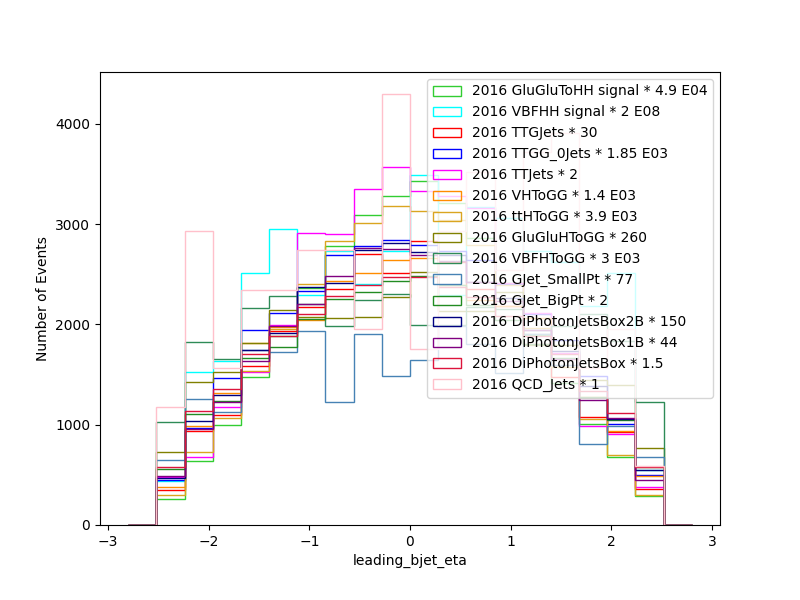 2016 GluGluToHH signal * 4.9 E04
2016 VBFHH signal * 2 E08
2016 TTGJets * 30
2016 TTGG_0Jets * 1.85 E03
2016 TTJets * 2
2016 VHToGG * 1.4 E03
2016 ttHToGG * 3.9 E03
2016 GluGluHToGG * 260
2016 VBFHToGG * 3 E03
2016 GJet_SmallPt * 77
2016 GJet_BigPt * 2
2016 DiPhotonJetsBox2B * 150
2016 DiPhotonJetsBox1B * 44
2016 DiPhotonJetsBox * 1.5
2016 QCD_Jets * 1
Number of Events
4000
3000
2000
1000
0
−3 −2 −1 0 1 2 3
leading_bjet_eta